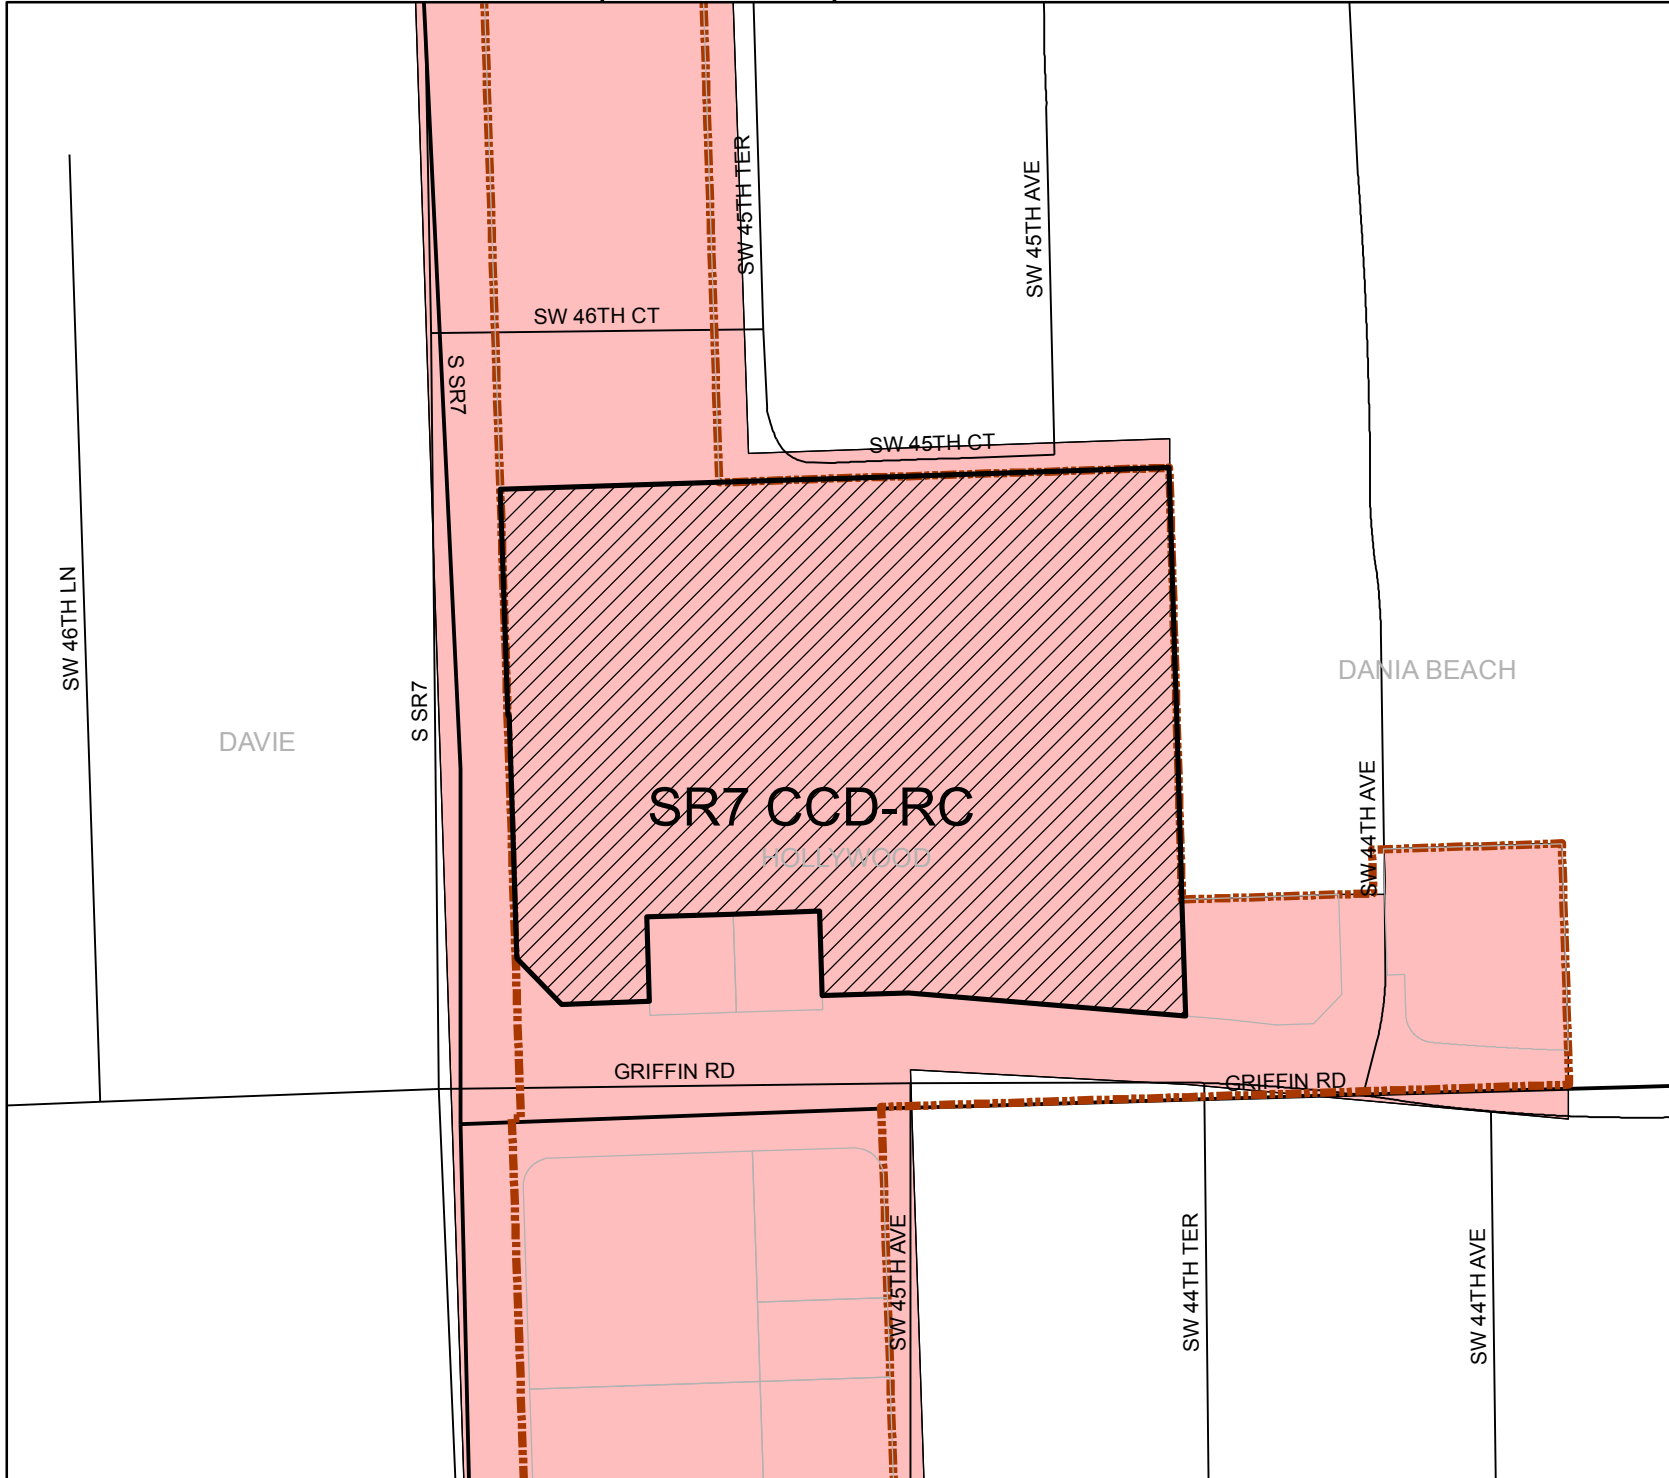 SW 45TH TER
SW 45TH AVE
SW 46TH CT
S SR7
SW 45TH CT
SW 46TH LN
S SR7
DAVIE
DANIA BEACH
SR7 CCD-RC
HOLLYWOOD
SW 44TH AVE
GRIFFIN RD
GRIFFIN RD
SW 45TH AVE
SW 44TH TER
SW 44TH AVE